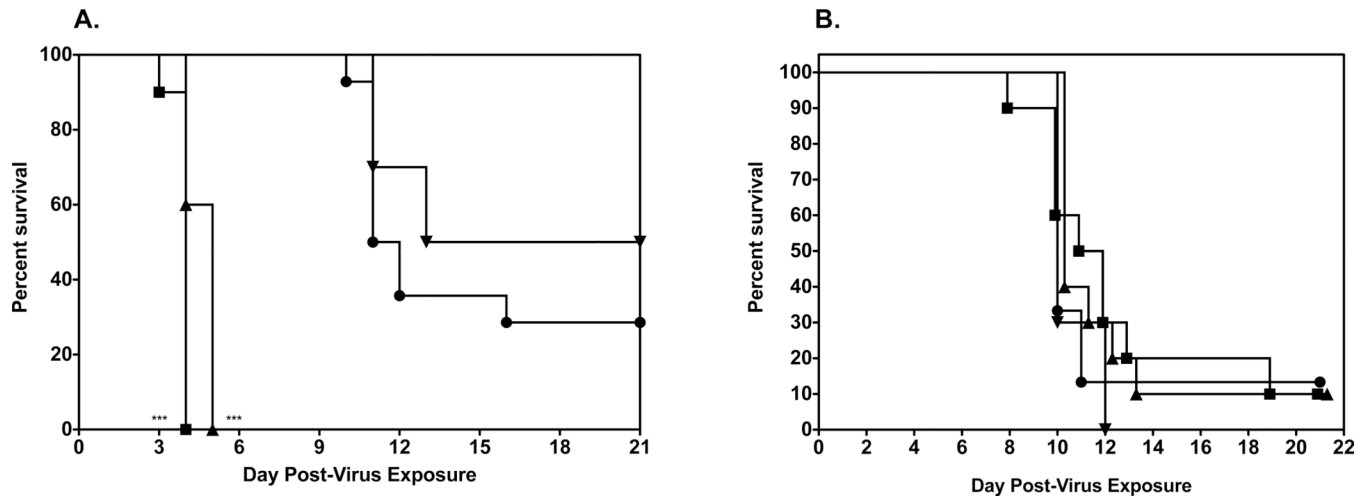 A.
Percent survival
100
80
60
40
20
0
*** ***
0 3 6 9 12 15 18 21
Day Post-Virus Exposure
B.
Percent survival
100
90
80
70
60
50
40
30
20
10
0
0 2 4 6 8 10 12 14 16 18 20 22
Day Post-Virus Exposure